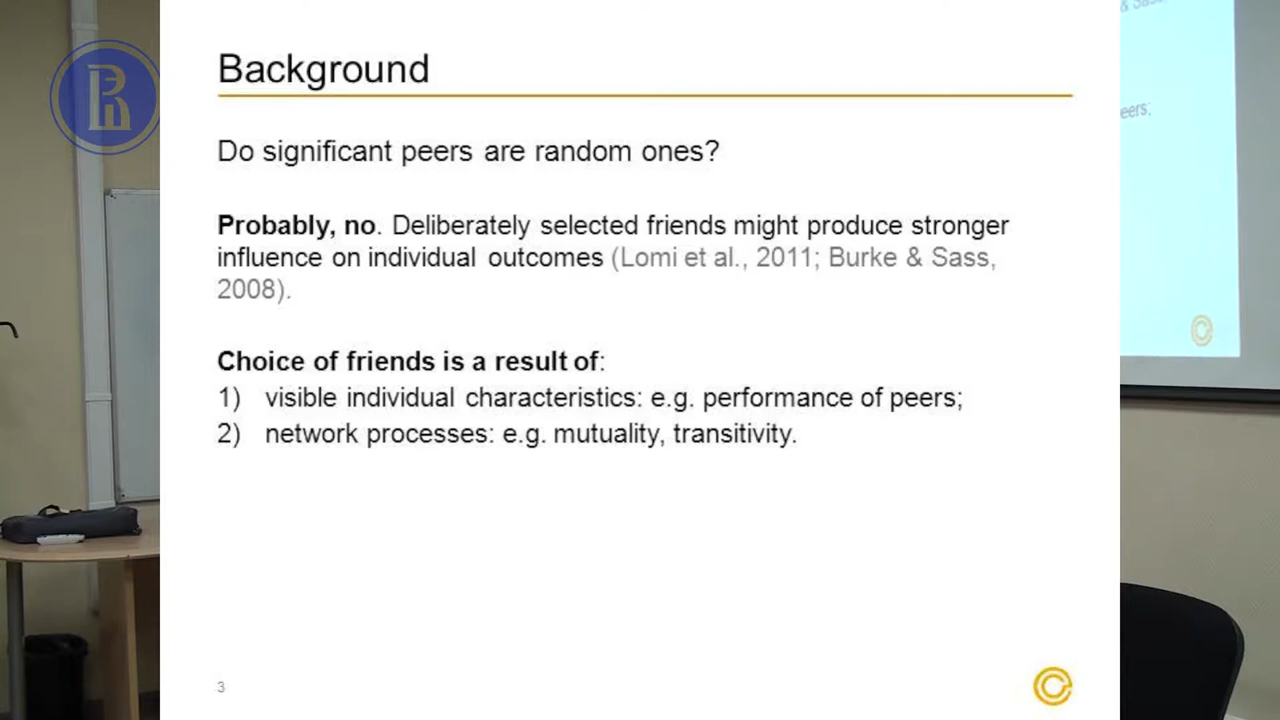 Background
Do significant peers are random ones?
Probably, no. Deliberately selected friends might produce stronger
influence on individual outcomes (Lomi et al., 2011; Burke & Sass,
2008).
Choice of friends is a result of:
1) visible individual characteristics: e.g. performance of peers;
2) network processes: e.g. mutuality, transitivity.
3
& Sass,
eers;